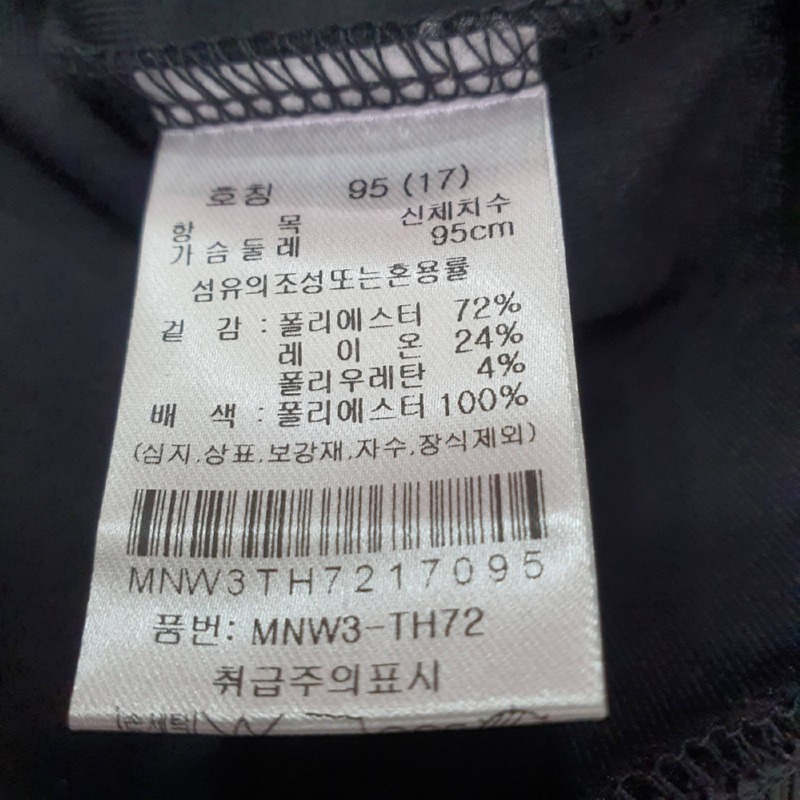 호칭 95 (17)
항 목 신체치수
가슴둘레 95cm
섬유의조성또는혼용률
겉 감 : 폴리에스터 72%
레 이 온 24%
폴리우레탄 4%
배 색 : 폴리에스터 100%
(심지.상표.보강재,자수,장식제외)
MNW3TH7217095
품번: MNW3-TH72
취급주의표시